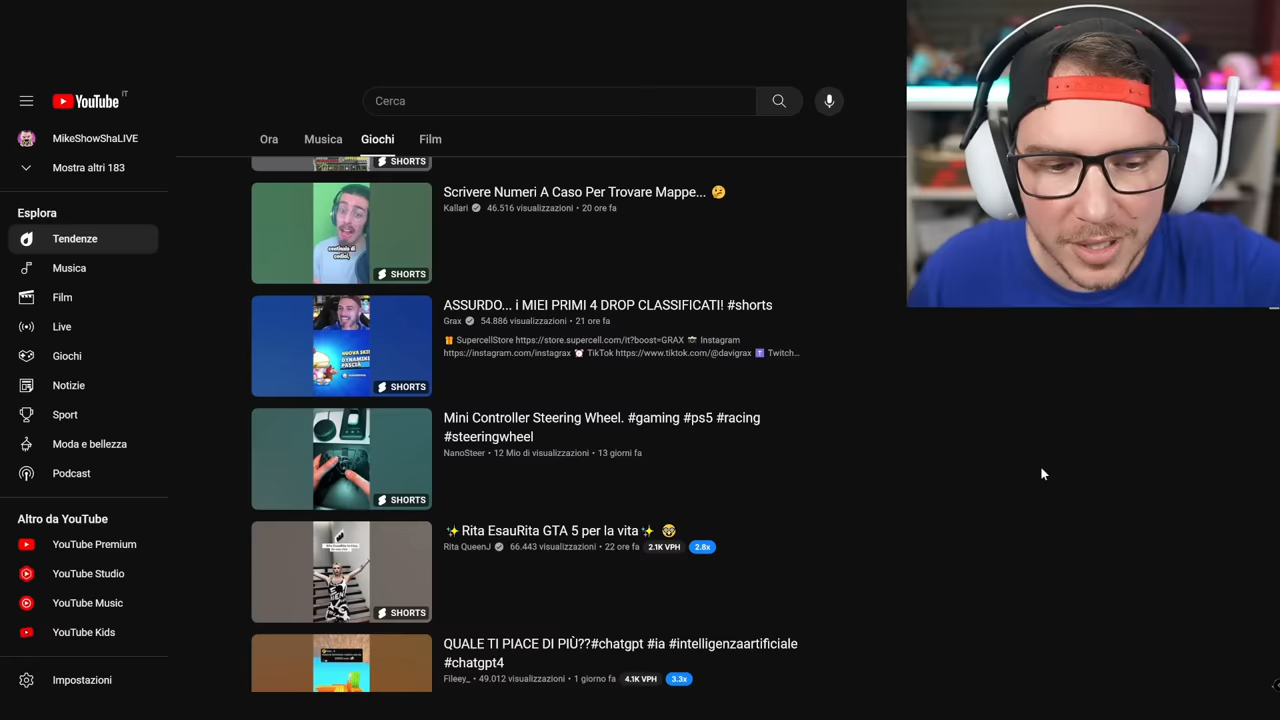 YouTube IT
Cerca
MikeShowShaLIVE
Mostra altri 183
Esplora
Tendenze
Musica
Film
Live
Giochi
Notizie
Sport
Moda e bellezza
Podcast
Altro da YouTube
YouTube Premium
YouTube Studio
YouTube Music
YouTube Kids
Impostazioni
Ora Musica Giochi Film
SHORTS
Scrivere Numeri A Caso Per Trovare Mappe... 🤔
Kallari 46.516 visualizzazioni • 20 ore fa
centinaia di
codici,
SHORTS
ASSURDO... i MIEI PRIMI 4 DROP CLASSIFICATI! #shorts
Grax 54.886 visualizzazioni • 21 ore fa
🎁 SupercellStore https://store.supercell.com/it?boost=GRAX 📸 Instagram
https://instagram.com/instagrax ⏰ TikTok https://www.tiktok.com/@davigrax Twitch...
NUOVA SKIN
DYNAMIKE
PASCIÀ
SHORTS
Mini Controller Steering Wheel. #gaming #ps5 #racing
#steeringwheel
NanoSteer • 12 Mio di visualizzazioni • 13 giorni fa
SHORTS
✨Rita EsauRita GTA 5 per la vita✨ 🤓
Rita QueenJ 66.443 visualizzazioni • 22 ore fa 2.1K VPH 2.8x
SHORTS
QUALE TI PIACE DI PIÙ??#chatgpt #ia #intelligenzaartificiale
#chatgpt4
Fileey_ • 49.012 visualizzazioni • 1 giorno fa 4.1K VPH 3.3x